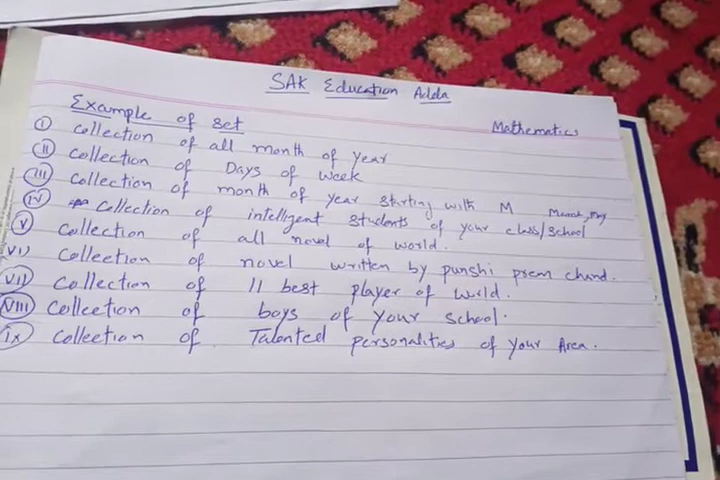 SAK Education Adda
Mathematics
Example of set
(I) Collection of all month of year
(II) Collection of Days of week
(III) Collection of month of year starting with M March, May
(IV) Collection of intelligent students of your class/school
(V) Collection of all novel of world.
VI) Collection of novel written by punshi prem chand.
VII) Collection of 11 best player of world.
(VIII) Collection of boys of your school.
(IX) Collection of Talented personalities of your Area.